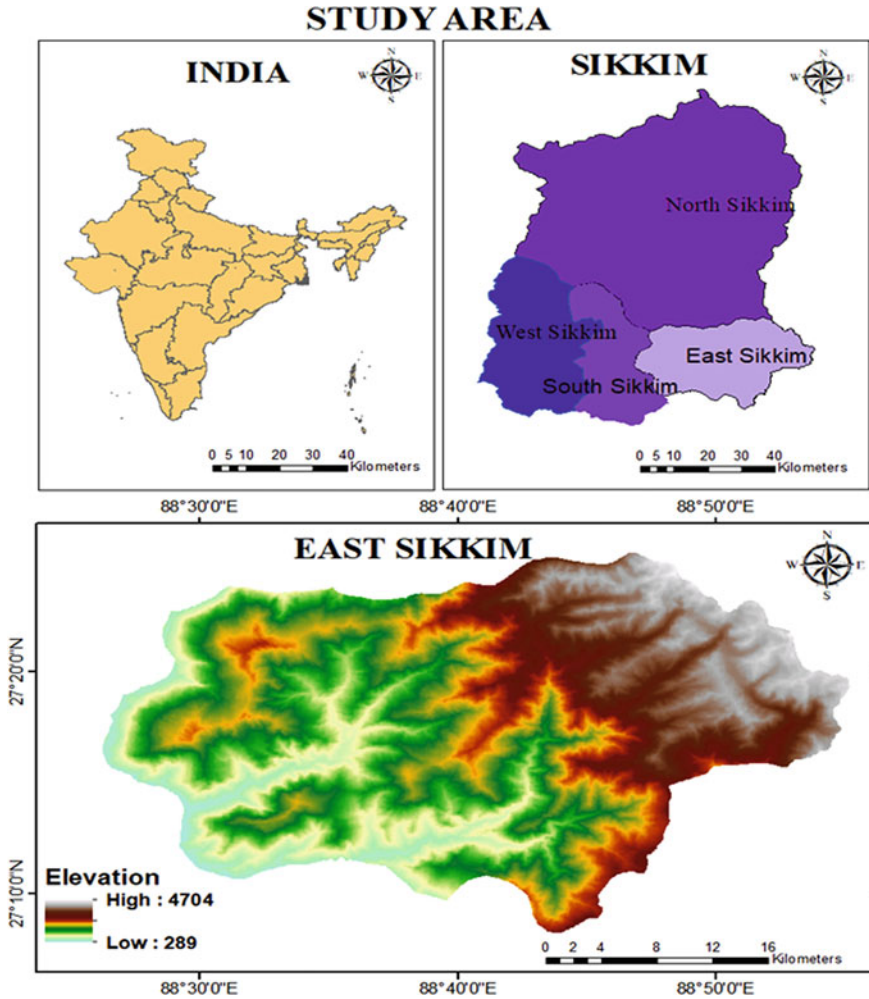 STUDY AREA
INDIA
N
W E
S
0 5 10 20 30 40
Kilometers
SIKKIM
N
W E
S
North Sikkim
West Sikkim
East Sikkim
South Sikkim
0 5 10 20 30 40
Kilometers
88°30'0"E 88°40'0"E 88°50'0"E
EAST SIKKIM
N
W E
S
27°20'0"N
27°10'0"N
Elevation
High : 4704
Low : 289
0 2 4 8 12 16
Kilometers
88°30'0"E 88°40'0"E 88°50'0"E